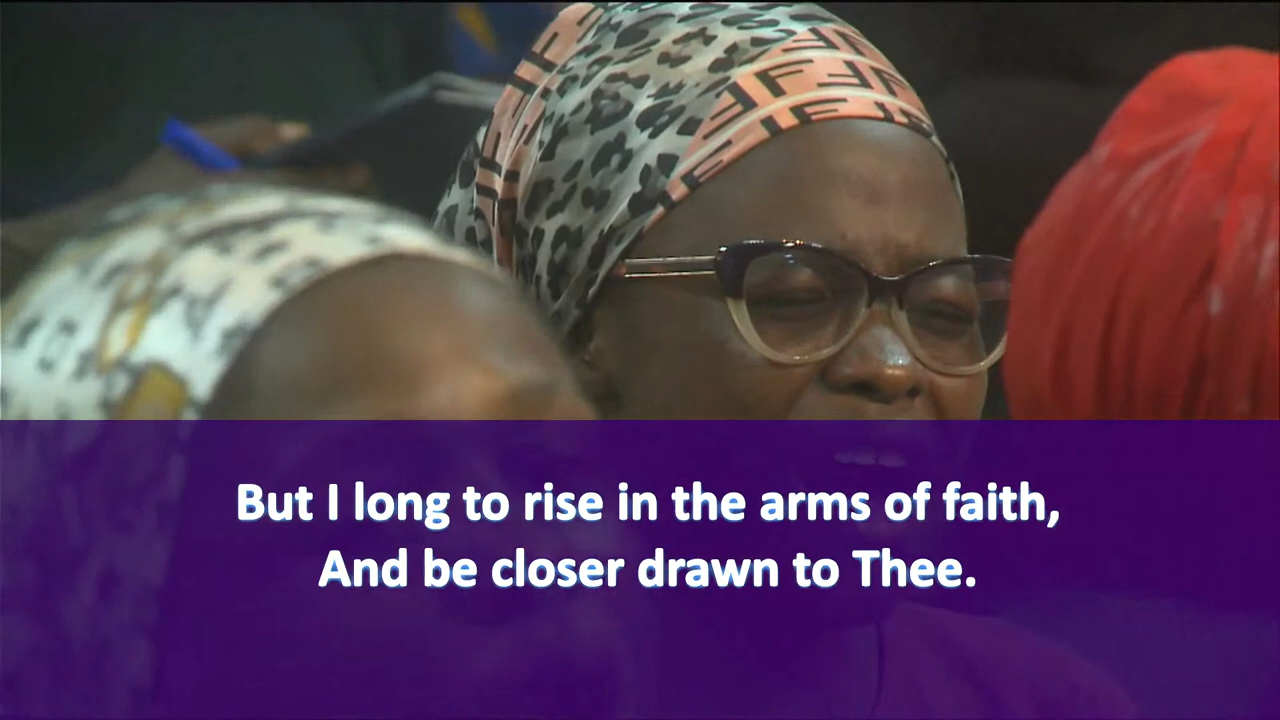 But I long to rise in the arms of faith,
And be closer drawn to Thee.